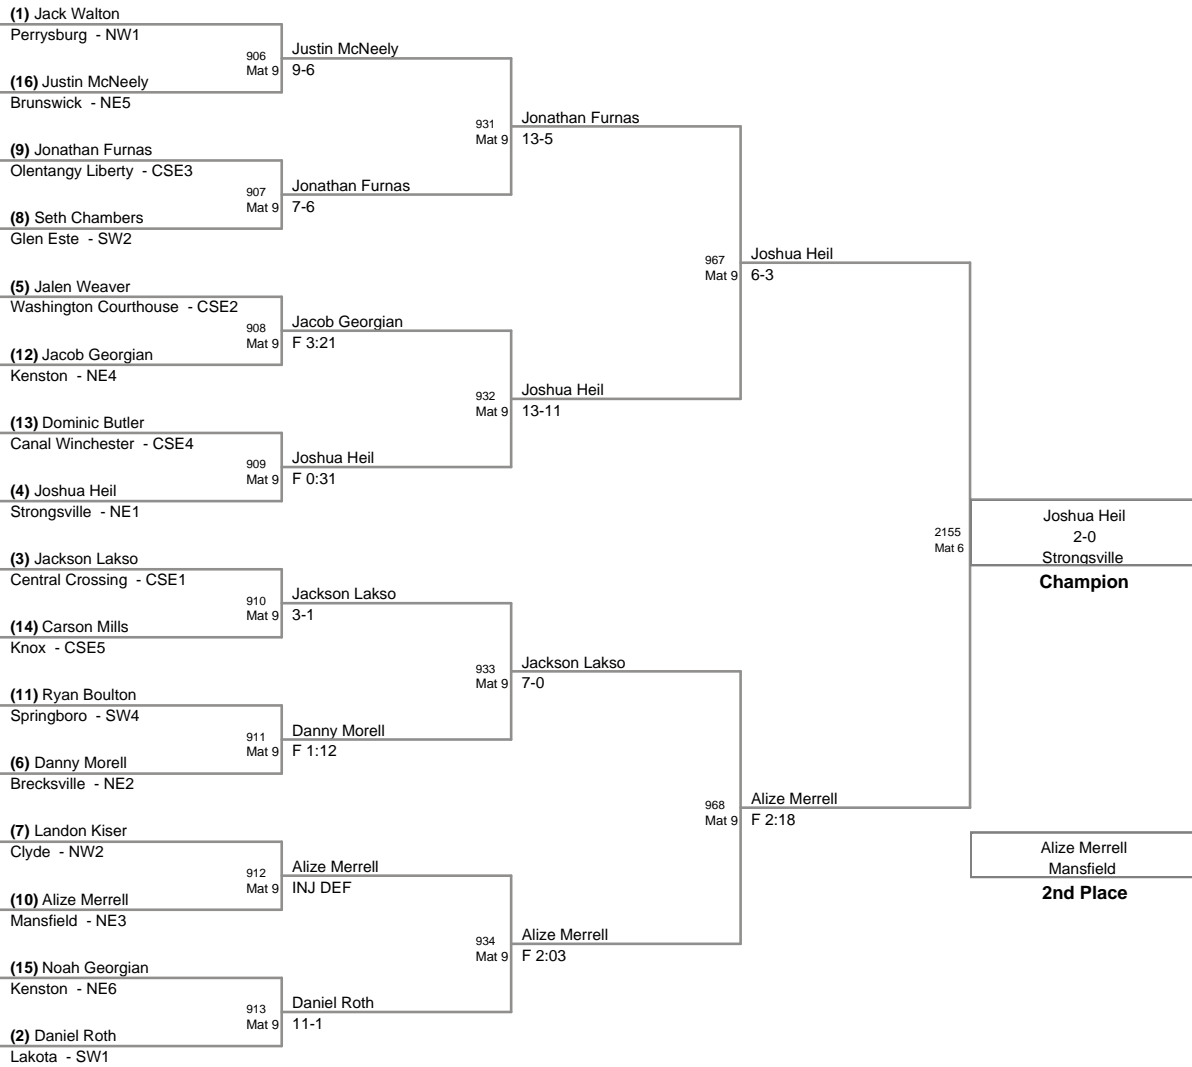 (1) Jack Walton
Perrysburg - NW1
906
Mat 9
Justin McNeely
9-6
(16) Justin McNeely
Brunswick - NE5
931
Mat 9
Jonathan Furnas
13-5
(9) Jonathan Furnas
Olentangy Liberty - CSE3
907
Mat 9
Jonathan Furnas
7-6
(8) Seth Chambers
Glen Este - SW2
967
Mat 9
Joshua Heil
6-3
(5) Jalen Weaver
Washington Courthouse - CSE2
908
Mat 9
Jacob Georgian
F 3:21
(12) Jacob Georgian
Kenston - NE4
932
Mat 9
Joshua Heil
13-11
(13) Dominic Butler
Canal Winchester - CSE4
909
Mat 9
Joshua Heil
F 0:31
(4) Joshua Heil
Strongsville - NE1
2155
Mat 6
Joshua Heil
2-0
Strongsville
Champion
(3) Jackson Lakso
Central Crossing - CSE1
910
Mat 9
Jackson Lakso
3-1
(14) Carson Mills
Knox - CSE5
933
Mat 9
Jackson Lakso
7-0
(11) Ryan Boulton
Springboro - SW4
911
Mat 9
Danny Morell
F 1:12
(6) Danny Morell
Brecksville - NE2
968
Mat 9
Alize Merrell
F 2:18
(7) Landon Kiser
Clyde - NW2
912
Mat 9
Alize Merrell
INJ DEF
(10) Alize Merrell
Mansfield - NE3
Alize Merrell
Mansfield
2nd Place
934
Mat 9
Alize Merrell
F 2:03
(15) Noah Georgian
Kenston - NE6
913
Mat 9
Daniel Roth
11-1
(2) Daniel Roth
Lakota - SW1